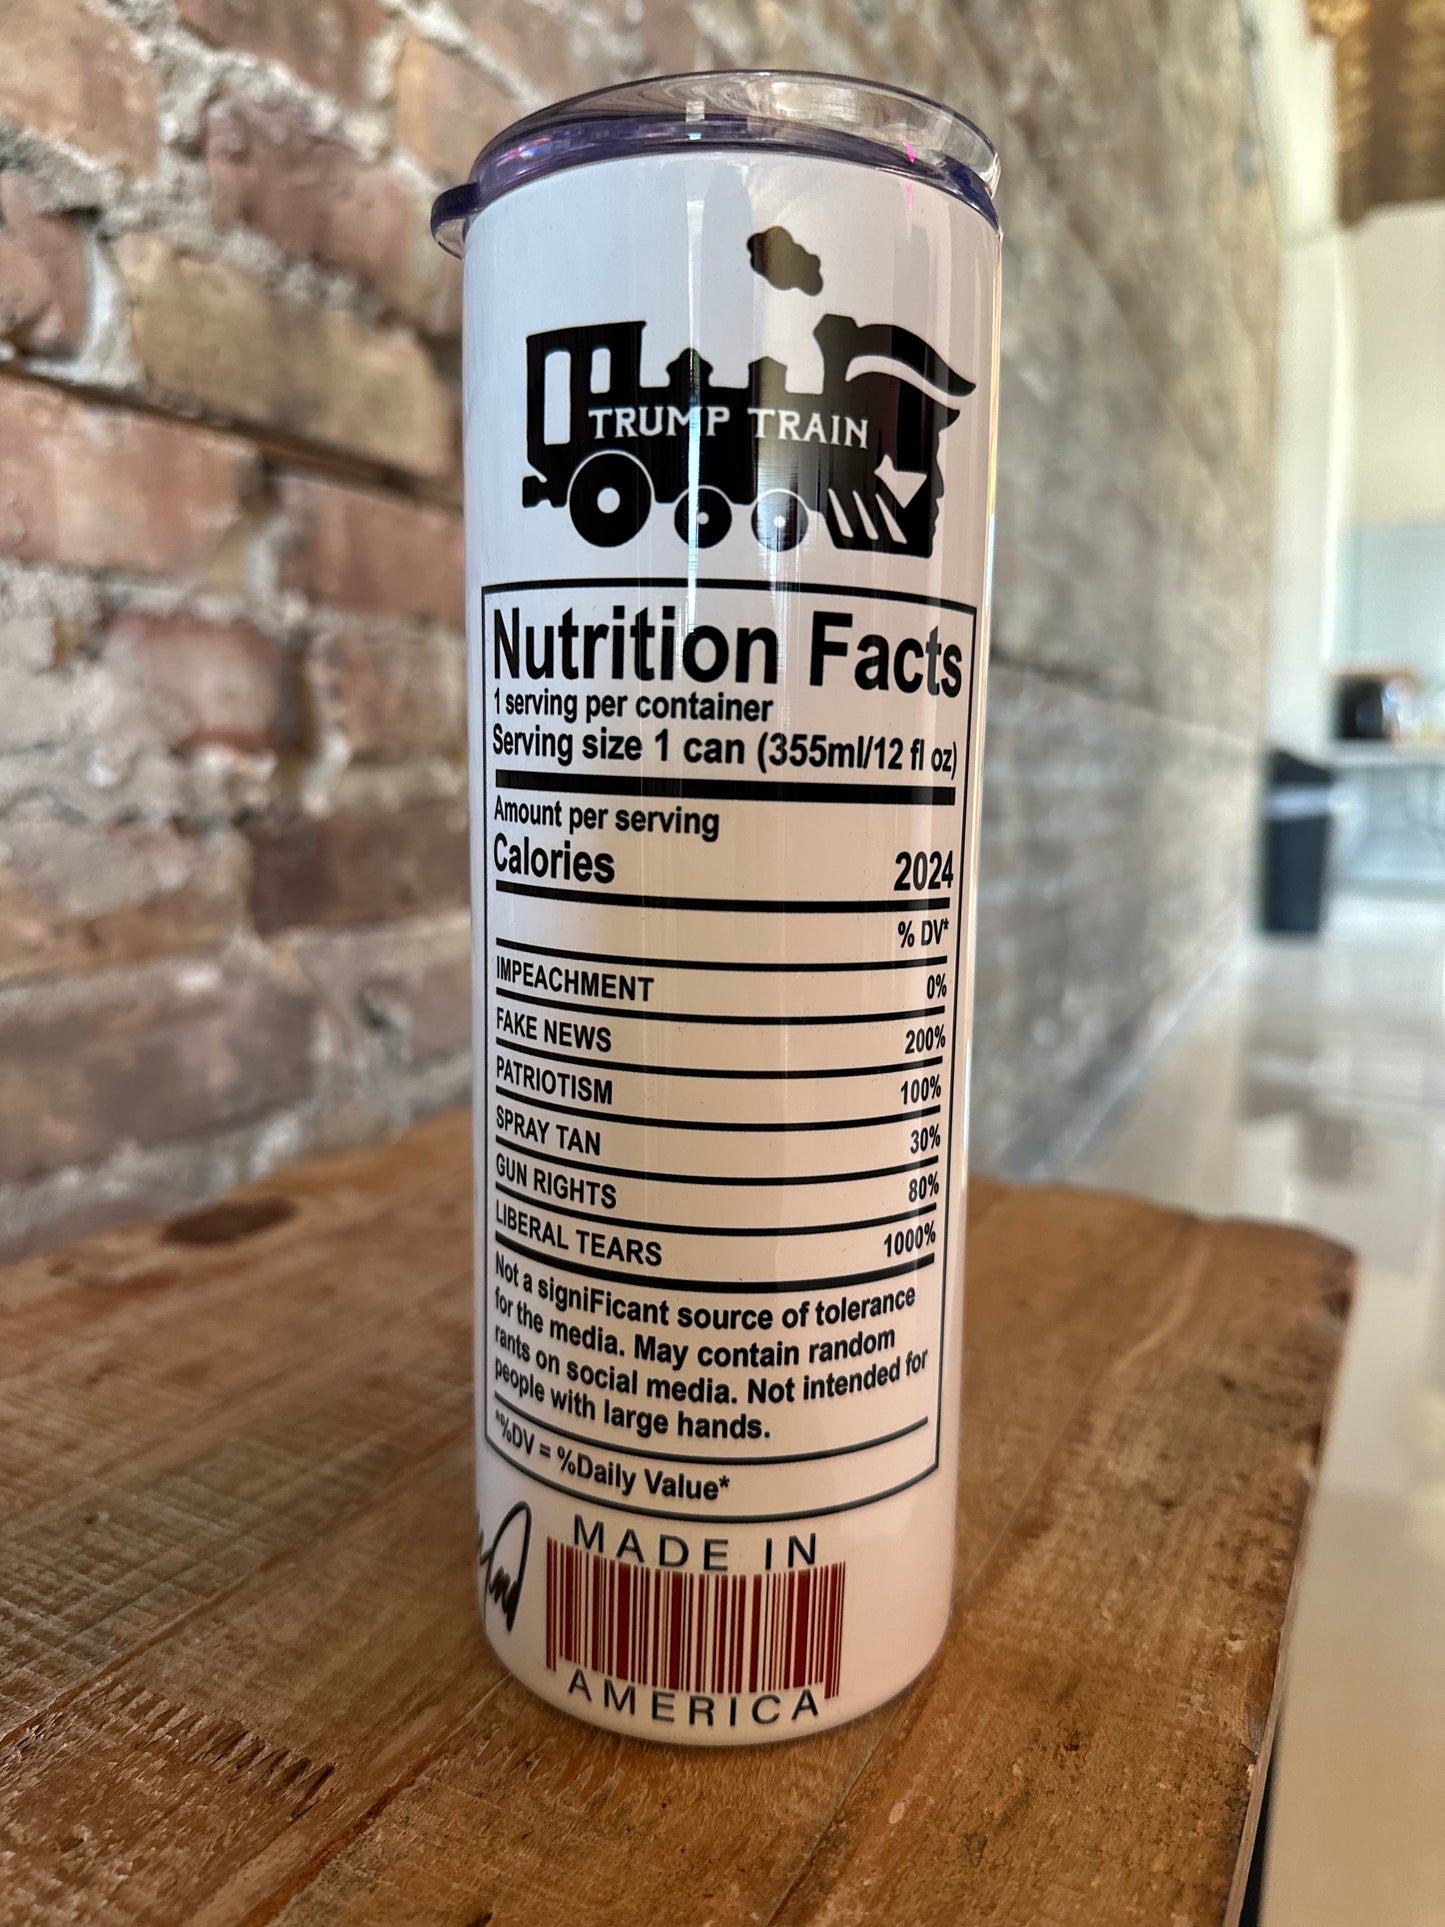 TRUMP TRAIN
Nutrition Facts
1 serving per container
Serving size 1 can (355ml/12 fl oz)
Amount per serving
Calories 2024
% DV*
IMPEACHMENT 0%
FAKE NEWS 200%
PATRIOTISM 100%
SPRAY TAN 30%
GUN RIGHTS 80%
LIBERAL TEARS 1000%
Not a signiFicant source of tolerance
for the media. May contain random
rants on social media. Not intended for
people with large hands.
*%DV = %Daily Value*
MADE IN
AMERICA